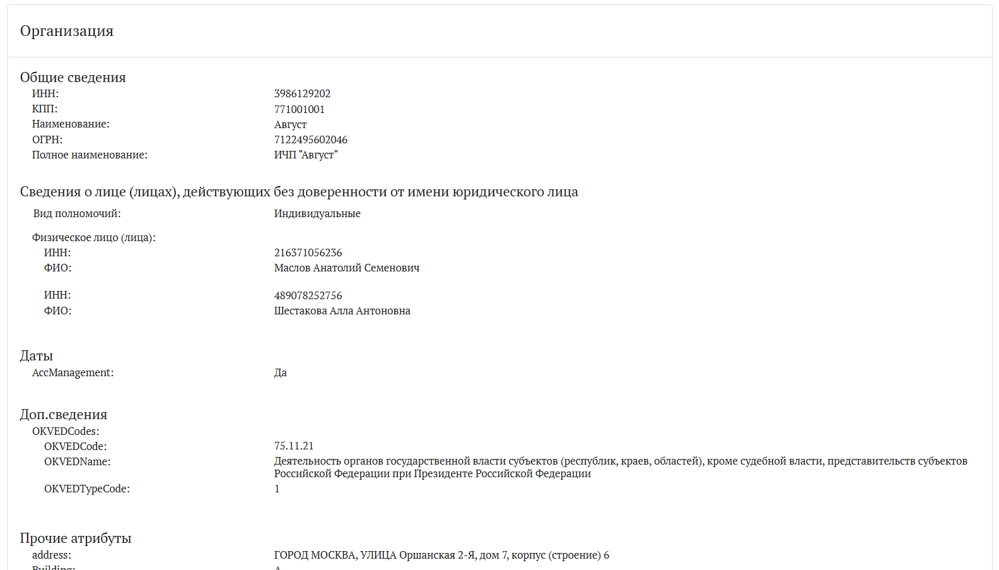 Организация
Общие сведения
ИНН: 3986129202
КПП: 771001001
Наименование: Август
ОГРН: 7122495602046
Полное наименование: ИЧП "Август"
Сведения о лице (лицах), действующих без доверенности от имени юридического лица
Вид полномочий: Индивидуальные
Физическое лицо (лица):
ИНН: 216371056236
ФИО: Маслов Анатолий Семенович
ИНН: 489078252756
ФИО: Шестакова Алла Антоновна
Даты
AccManagement: Да
Доп.сведения
OKVEDCodes:
OKVEDCode: 75.11.21
OKVEDName: Деятельность органов государственной власти субъектов (республик, краев, областей), кроме судебной власти, представительств субъектов
Российской Федерации при Президенте Российской Федерации
OKVEDTypeCode: 1
Прочие атрибуты
address: ГОРОД МОСКВА, УЛИЦА Оршанская 2-Я, дом 7, корпус (строение) 6
Building: